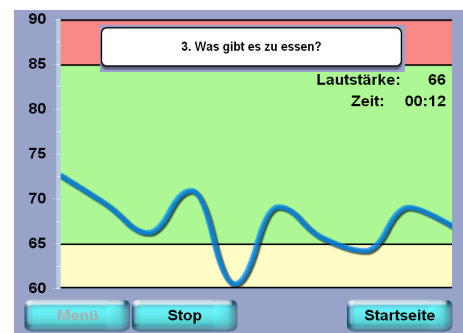 90
3. Was gibt es zu essen?
85
Lautstärke: 66
80
Zeit: 00:12
75
70
65
60
Menü
Stop
Startseite